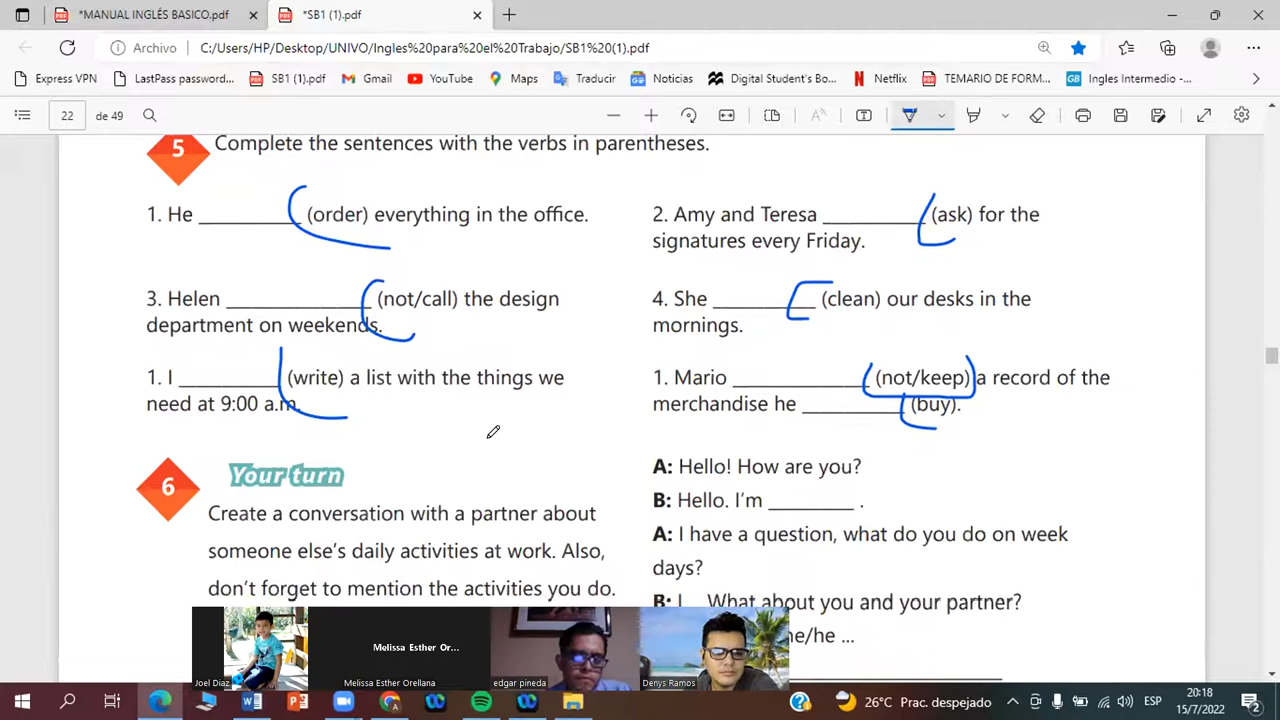 *MANUAL INGLÉS BASICO.pdf
*SB1 (1).pdf
Archivo
C:/Users/HP/Desktop/UNIVO/Ingles%20para%20el%20Trabajo/SB1%20(1).pdf
Express VPN
LastPass password...
SB1 (1).pdf
Gmail
YouTube
Maps
Traducir
Noticias
Digital Student's Bo...
Netflix
TEMARIO DE FORM...
Ingles Intermedio -...
22
de 49
5
Complete the sentences with the verbs in parentheses.
1. He __________ (order) everything in the office.
3. Helen ______________ (not/call) the design
department on weekends.
1. I __________ (write) a list with the things we
need at 9:00 a.m.
2. Amy and Teresa __________ (ask) for the
signatures every Friday.
4. She __________ (clean) our desks in the
mornings.
1. Mario _____________ (not/keep) a record of the
merchandise he __________ (buy).
6
Your turn
Create a conversation with a partner about
someone else's daily activities at work. Also,
don't forget to mention the activities you do.
A: Hello! How are you?
B: Hello. I'm ________ .
A: I have a question, what do you do on week
days?
B: I... What about you and your partner?
he/he ...
Melissa Esther Or...
Joel Diaz
Melissa Esther Orellana
edgar pineda
Denys Ramos
26°C Prac. despejado
ESP
20:18
15/7/2022
2